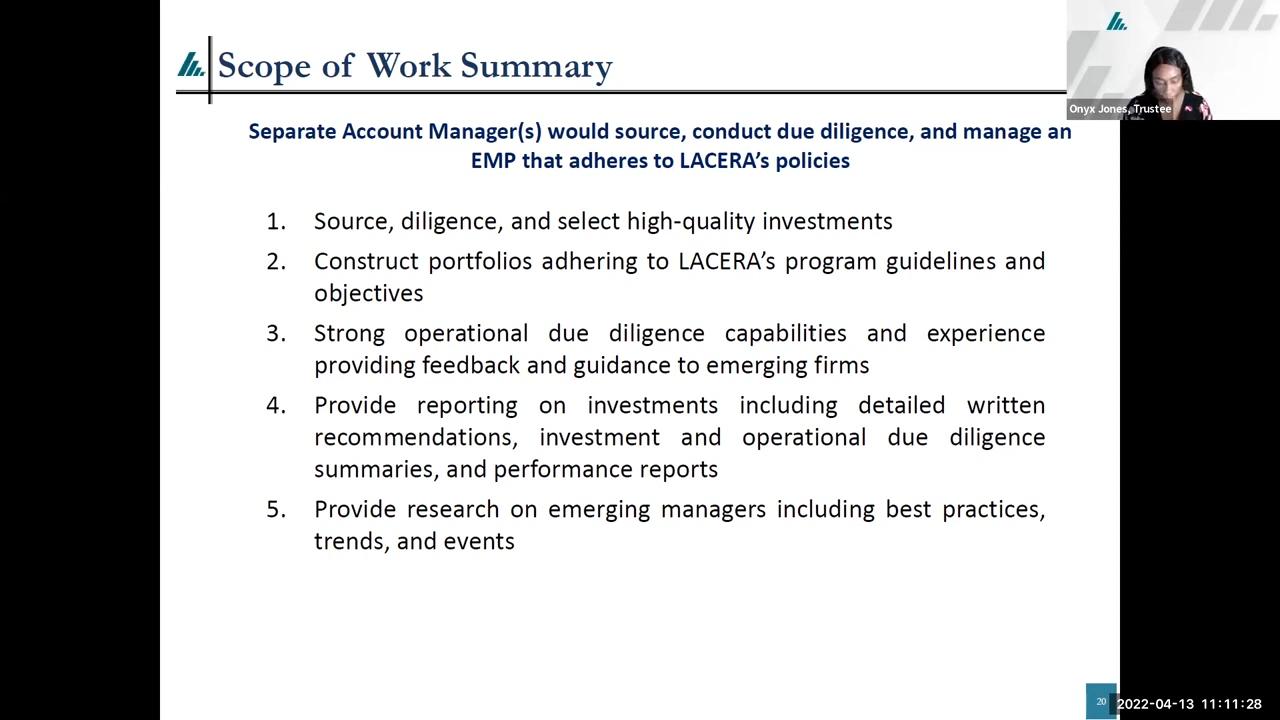 Scope of Work Summary
Onyx Jones, Trustee
Separate Account Manager(s) would source, conduct due diligence, and manage an
EMP that adheres to LACERA’s policies
1. Source, diligence, and select high-quality investments
2. Construct portfolios adhering to LACERA’s program guidelines and
objectives
3. Strong operational due diligence capabilities and experience
providing feedback and guidance to emerging firms
4. Provide reporting on investments including detailed written
recommendations, investment and operational due diligence
summaries, and performance reports
5. Provide research on emerging managers including best practices,
trends, and events
20
2022-04-13 11:11:28